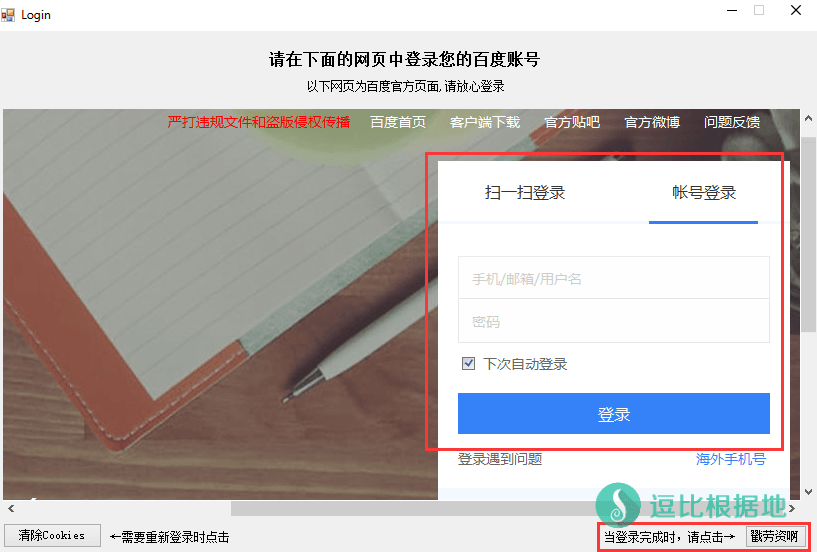 Login
请在下面的网页中登录您的百度账号
以下网页为百度官方页面, 请放心登录
严打违规文件和盗版侵权传播 百度首页 客户端下载 官方贴吧 官方微博 问题反馈
扫一扫登录 帐号登录
手机/邮箱/用户名
密码
下次自动登录
登录
登录遇到问题 海外手机号
逗比根据地
清除Cookies ←需要重新登录时点击 当登录完成时，请点击→ 戳劳资啊